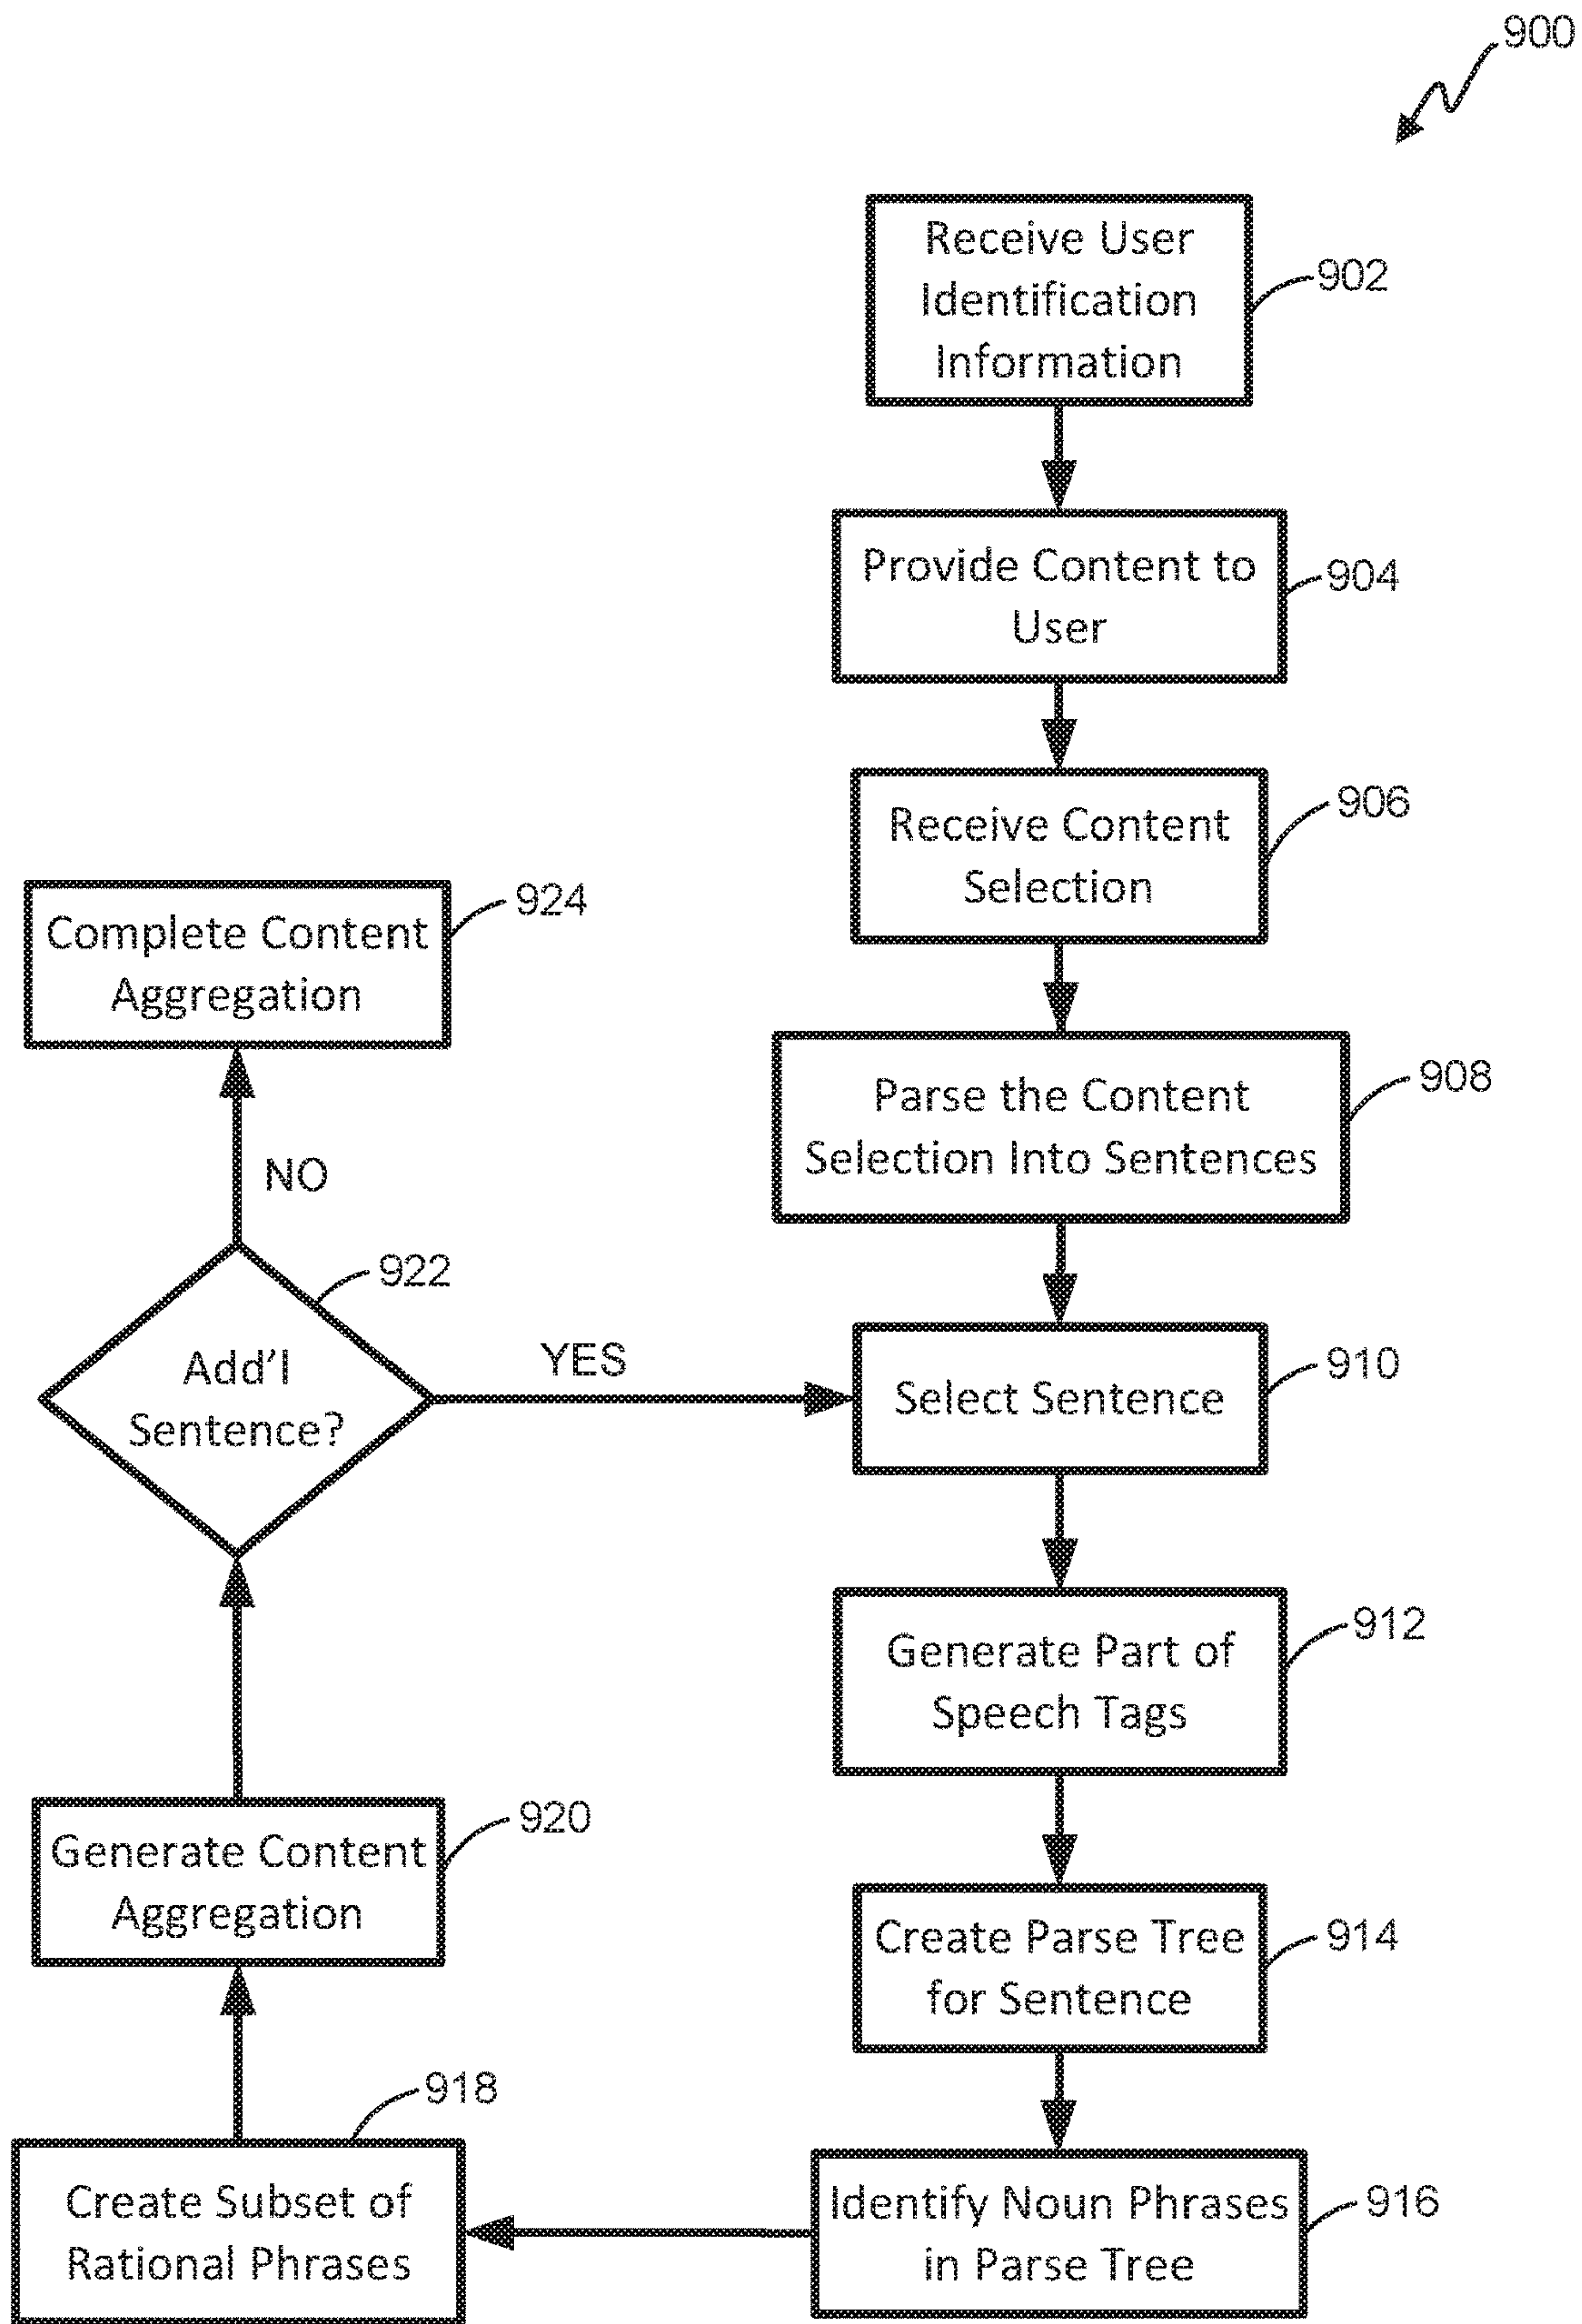 900
Receive User
Identification
Information
902
Provide Content to
User
904
Receive Content
Selection
906
Parse the Content
Selection Into Sentences
908
Select Sentence
910
Generate Part of
Speech Tags
912
Create Parse Tree
for Sentence
914
Identify Noun Phrases
in Parse Tree
916
Create Subset of
Rational Phrases
918
Generate Content
Aggregation
920
Add'l
Sentence?
922
YES
NO
Complete Content
Aggregation
924